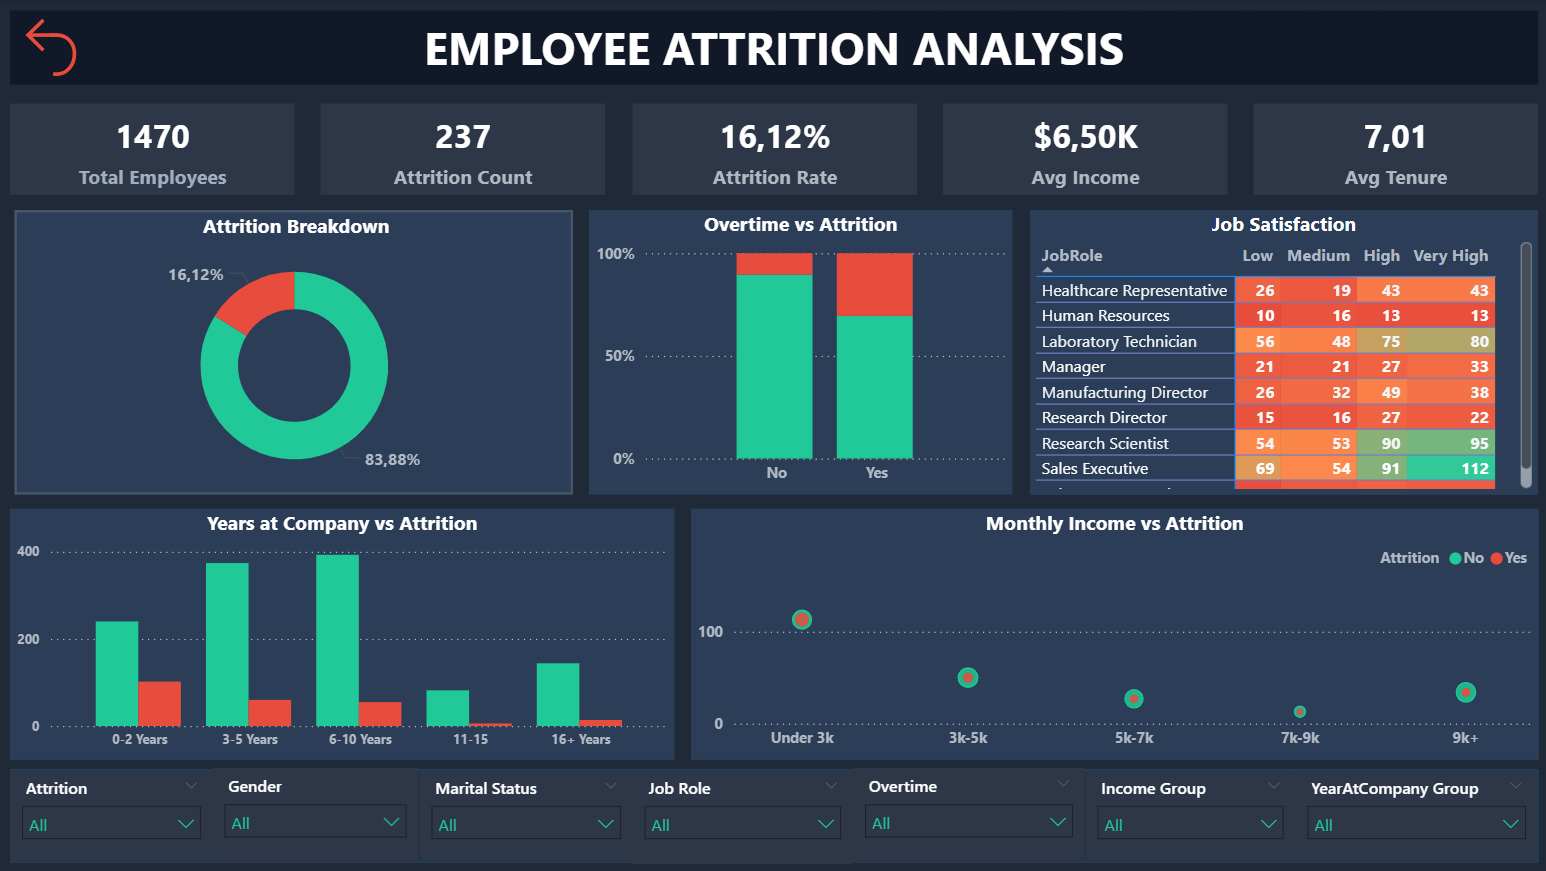 EMPLOYEE ATTRITION ANALYSIS
1470
Total Employees
237
Attrition Count
16,12%
Attrition Rate
$6,50K
Avg Income
7,01
Avg Tenure
Attrition Breakdown
16,12%
83,88%
Overtime vs Attrition
100%
50%
0%
No Yes
Job Satisfaction
JobRole Low Medium High Very High
Healthcare Representative 26 19 43 43
Human Resources 10 16 13 13
Laboratory Technician 56 48 75 80
Manager 21 21 27 33
Manufacturing Director 26 32 49 38
Research Director 15 16 27 22
Research Scientist 54 53 90 95
Sales Executive 69 54 91 112
Years at Company vs Attrition
400
200
0
0-2 Years 3-5 Years 6-10 Years 11-15 16+ Years
Monthly Income vs Attrition
Attrition No Yes
100
0
Under 3k 3k-5k 5k-7k 7k-9k 9k+
Attrition
All
Gender
All
Marital Status
All
Job Role
All
Overtime
All
Income Group
All
YearAtCompany Group
All